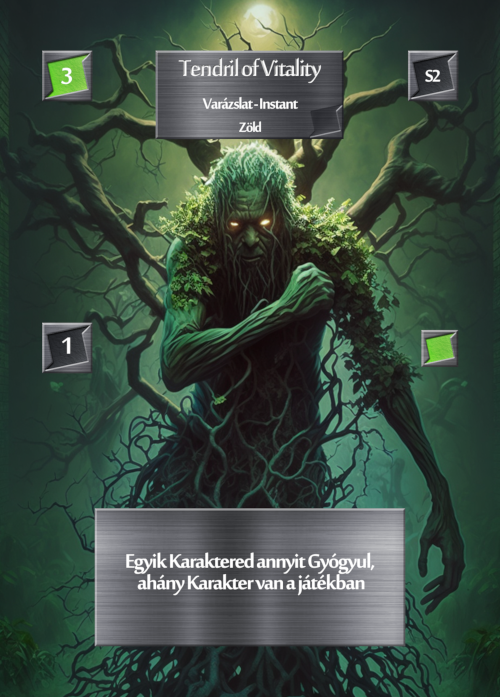 3
Tendril of Vitality
S2
Varázslat - Instant
Zöld
1
Egyik Karaktered annyit Gyógyul,
ahány Karakter van a játékban